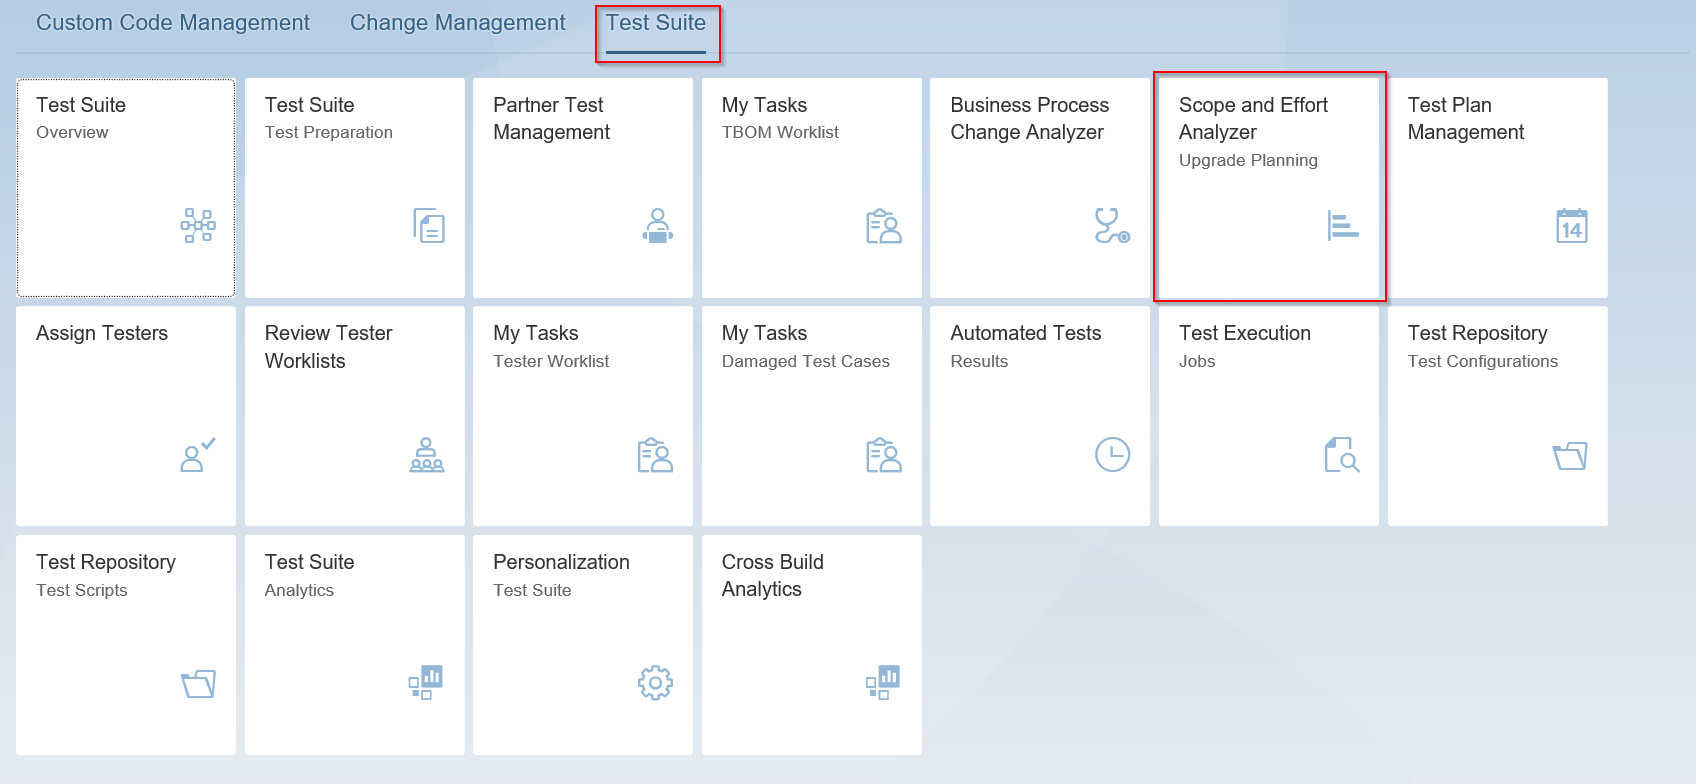 Custom Code Management
Change Management
Test Suite
Test Suite
Overview
Test Suite
Test Preparation
Partner Test
Management
My Tasks
TBOM Worklist
Business Process
Change Analyzer
Scope and Effort
Analyzer
Upgrade Planning
Test Plan
Management
14
Assign Testers
Review Tester
Worklists
My Tasks
Tester Worklist
My Tasks
Damaged Test Cases
Automated Tests
Results
Test Execution
Jobs
Test Repository
Test Configurations
Test Repository
Test Scripts
Test Suite
Analytics
Personalization
Test Suite
Cross Build
Analytics